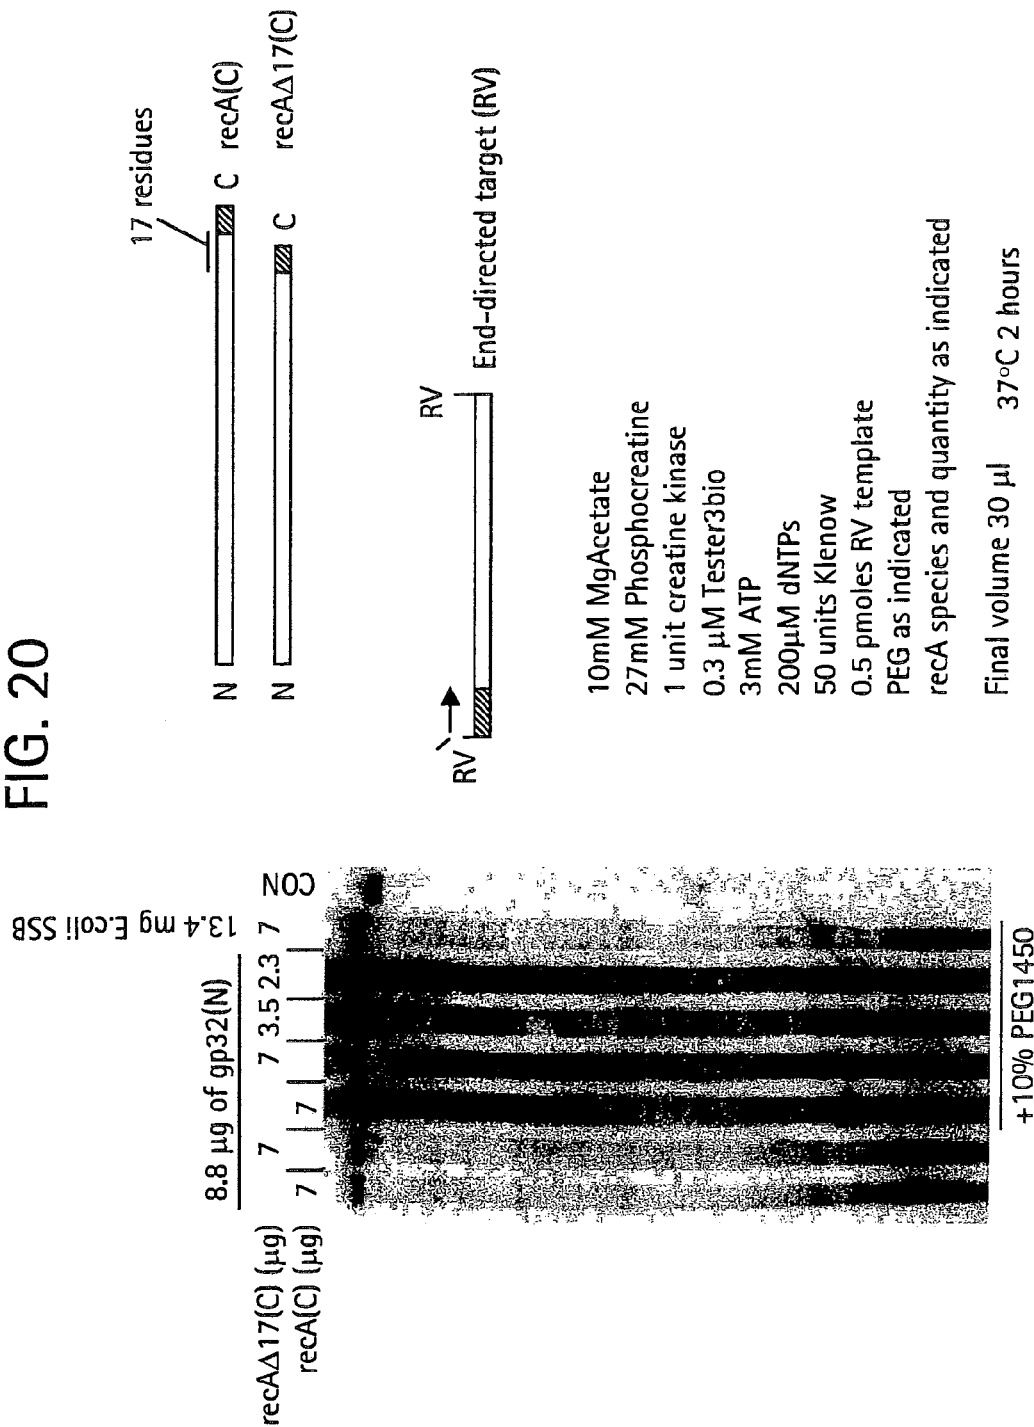 FIG. 20
8.8 µg of gp32(N)
13.4 mg E.coli SSB
recAΔ17(C) (µg) 7 7 3.5 2.3 7
recA(C) (µg) 7 7
CON
+10% PEG1450
17 residues
N C recA(C)
N C recAΔ17(C)
RV RV
End-directed target (RV)
10mM MgAcetate
27mM Phosphocreatine
1 unit creatine kinase
0.3 µM Tester3bio
3mM ATP
200µM dNTPs
50 units Klenow
0.5 pmoles RV template
PEG as indicated
recA species and quantity as indicated
Final volume 30 µl 37°C 2 hours